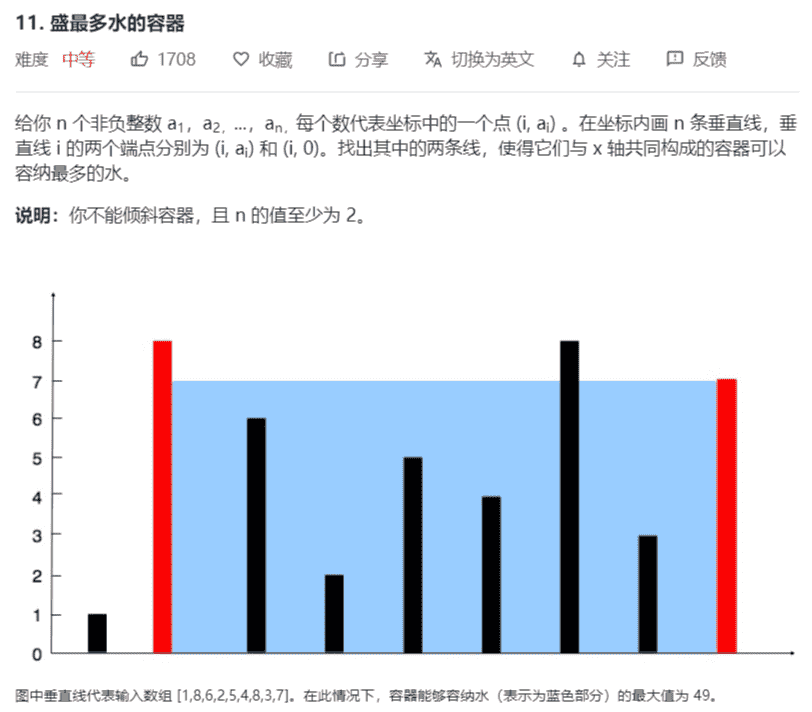 11. 盛最多水的容器
难度 中等 1708 收藏 分享 切换为英文 关注 反馈
给你 n 个非负整数 a1，a2，...，an，每个数代表坐标中的一个点 (i, ai) 。在坐标内画 n 条垂直线，垂
直线 i 的两个端点分别为 (i, ai) 和 (i, 0)。找出其中的两条线，使得它们与 x 轴共同构成的容器可以
容纳最多的水。
说明：你不能倾斜容器，且 n 的值至少为 2。
8
7
6
5
4
3
2
1
0
图中垂直线代表输入数组 [1,8,6,2,5,4,8,3,7]。在此情况下，容器能够容纳水（表示为蓝色部分）的最大值为 49。